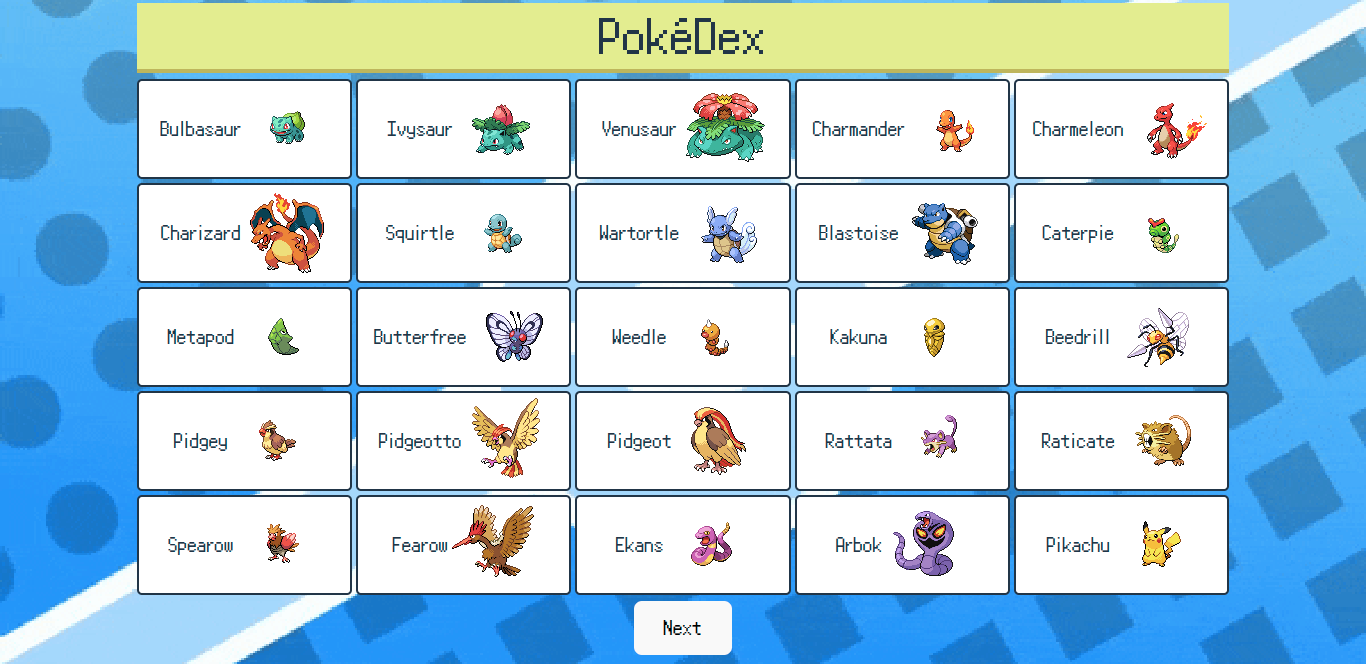 PokéDex
Bulbasaur
Ivysaur
Venusaur
Charmander
Charmeleon
Charizard
Squirtle
Wartortle
Blastoise
Caterpie
Metapod
Butterfree
Weedle
Kakuna
Beedrill
Pidgey
Pidgeotto
Pidgeot
Rattata
Raticate
Spearow
Fearow
Ekans
Arbok
Pikachu
Next